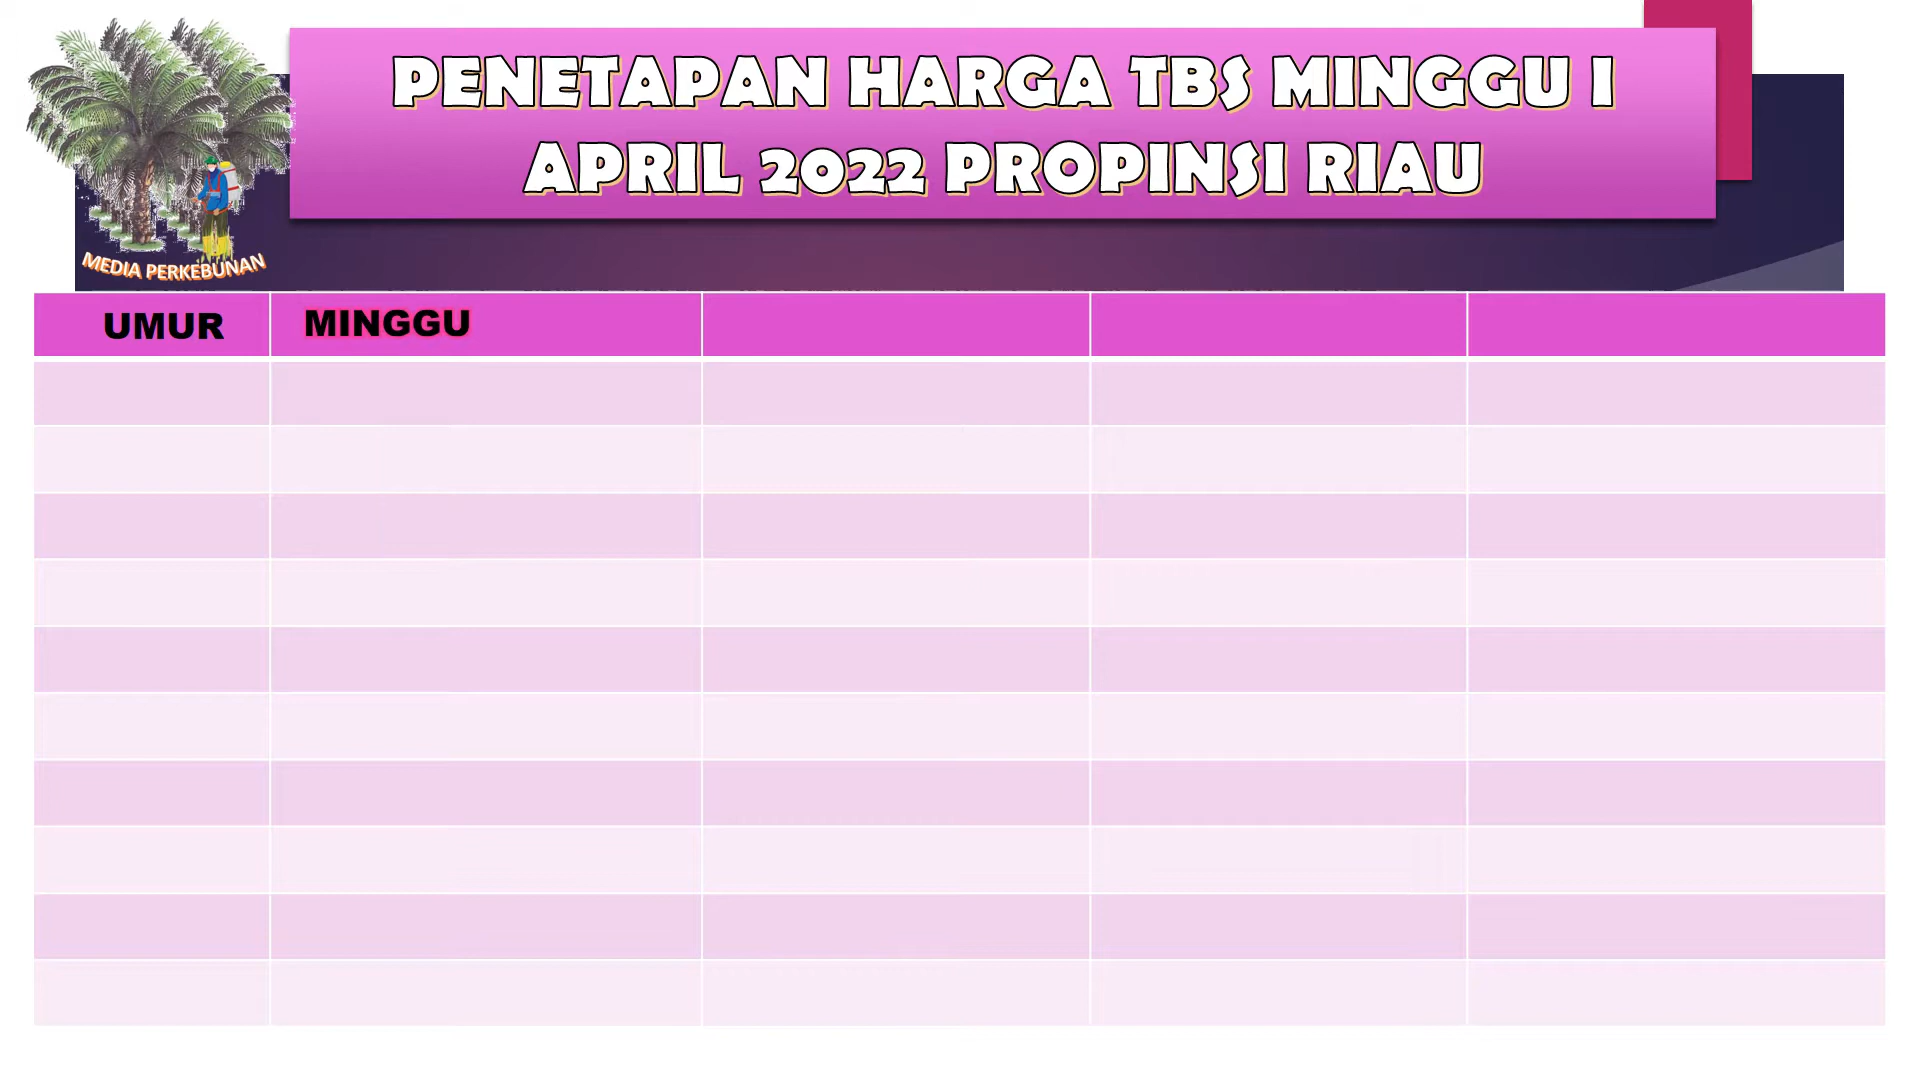 PENETAPAN HARGA TBS MINGGU I
APRIL 2022 PROPINSI RIAU
MEDIA PERKEBUNAN
UMUR MINGGU